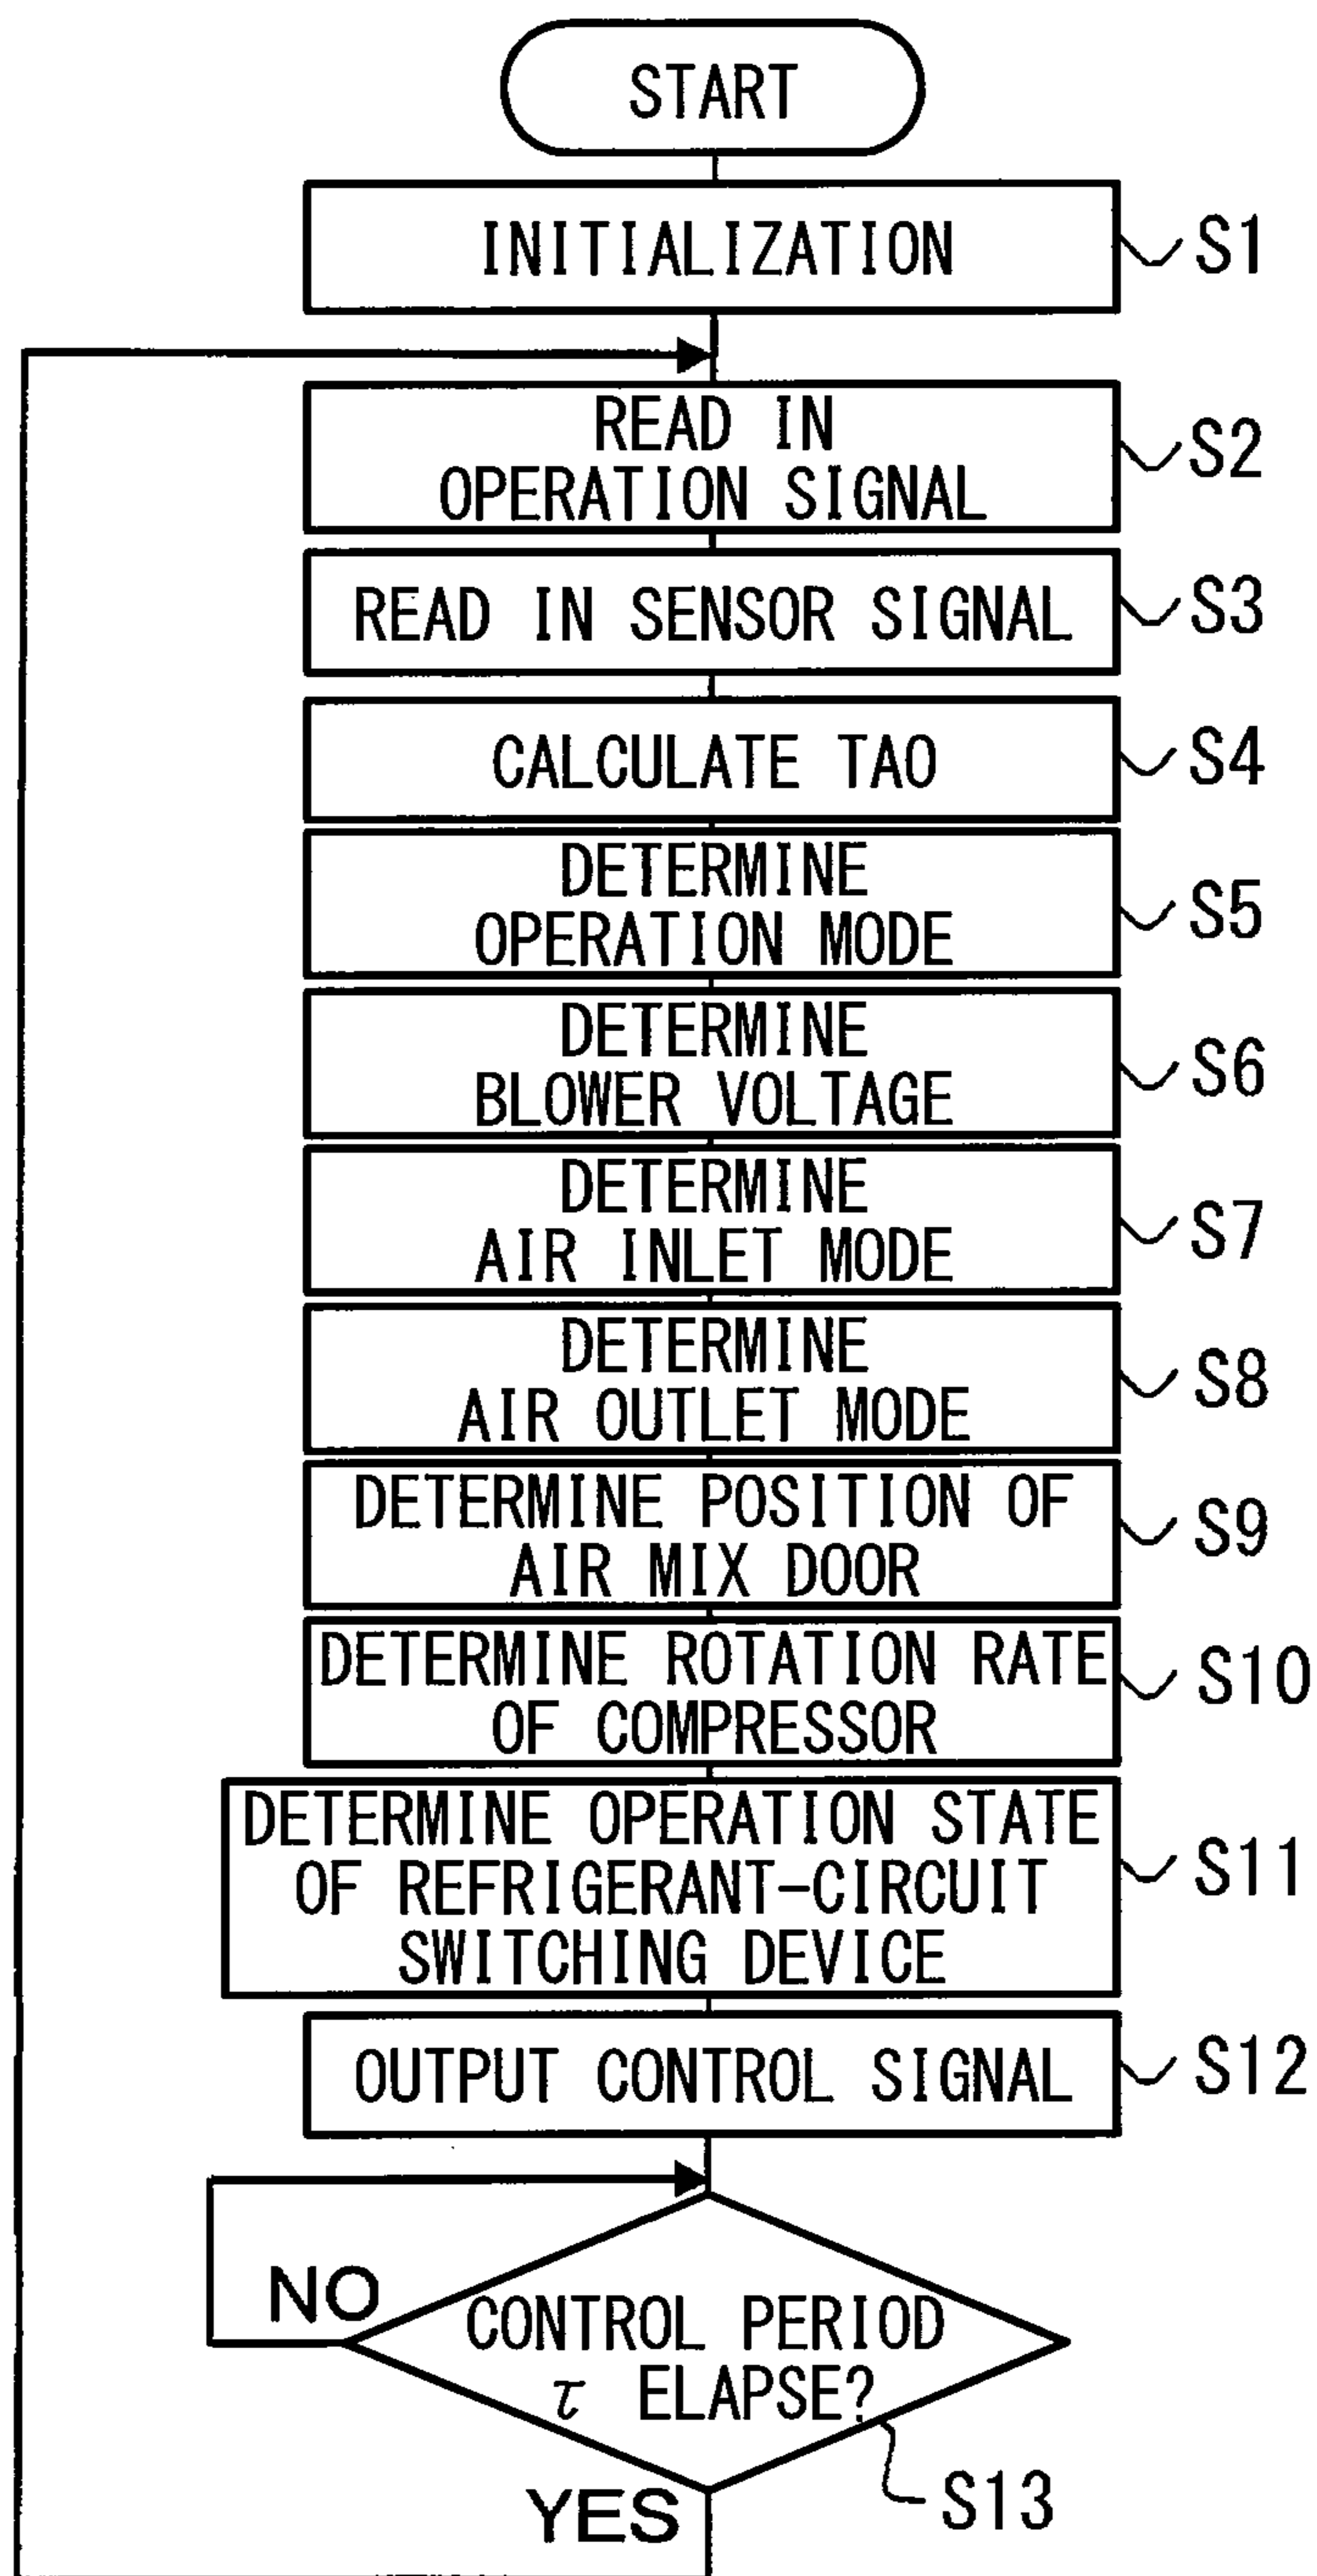 START
INITIALIZATION
S1
READ IN
OPERATION SIGNAL
S2
READ IN SENSOR SIGNAL
S3
CALCULATE TAO
S4
DETERMINE
OPERATION MODE
S5
DETERMINE
BLOWER VOLTAGE
S6
DETERMINE
AIR INLET MODE
S7
DETERMINE
AIR OUTLET MODE
S8
DETERMINE POSITION OF
AIR MIX DOOR
S9
DETERMINE ROTATION RATE
OF COMPRESSOR
S10
DETERMINE OPERATION STATE
OF REFRIGERANT-CIRCUIT
SWITCHING DEVICE
S11
OUTPUT CONTROL SIGNAL
S12
NO
CONTROL PERIOD
τ ELAPSE?
S13
YES